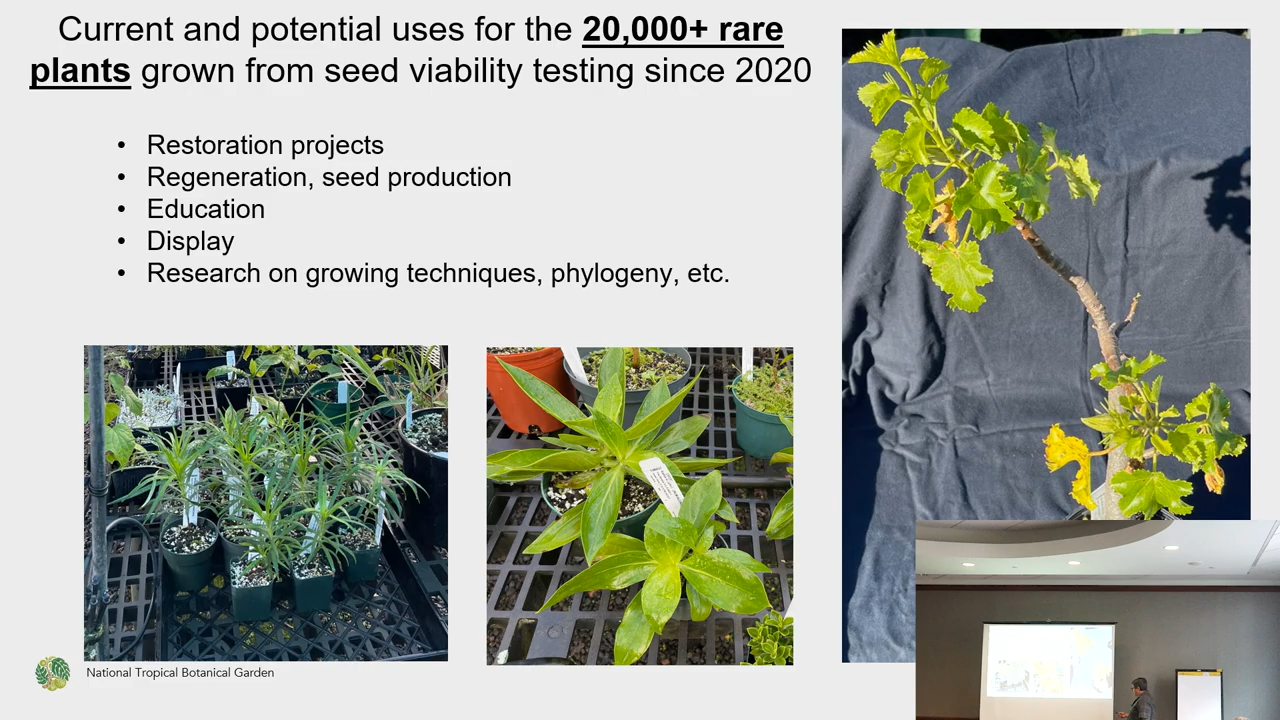 Current and potential uses for the 20,000+ rare
plants grown from seed viability testing since 2020
• Restoration projects
• Regeneration, seed production
• Education
• Display
• Research on growing techniques, phylogeny, etc.
National Tropical Botanical Garden